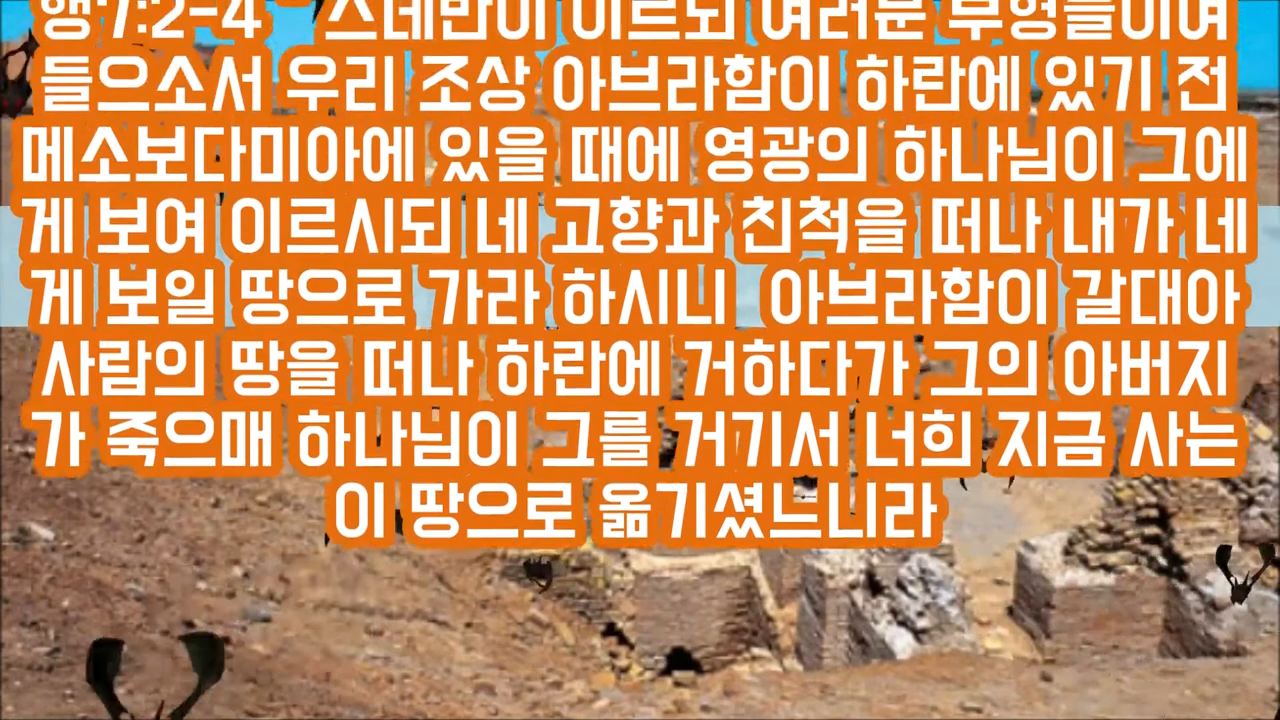 행7:2-4 스데반이 이르되 여러분 부형들이여
들으소서 우리 조상 아브라함이 하란에 있기 전
메소보다미아에 있을 때에 영광의 하나님이 그에
게 보여 이르시되 네 고향과 친척을 떠나 내가 네
게 보일 땅으로 가라 하시니 아브라함이 갈대아
사람의 땅을 떠나 하란에 거하다가 그의 아버지
가 죽으매 하나님이 그를 거기서 너희 지금 사는
이 땅으로 옮기셨느니라